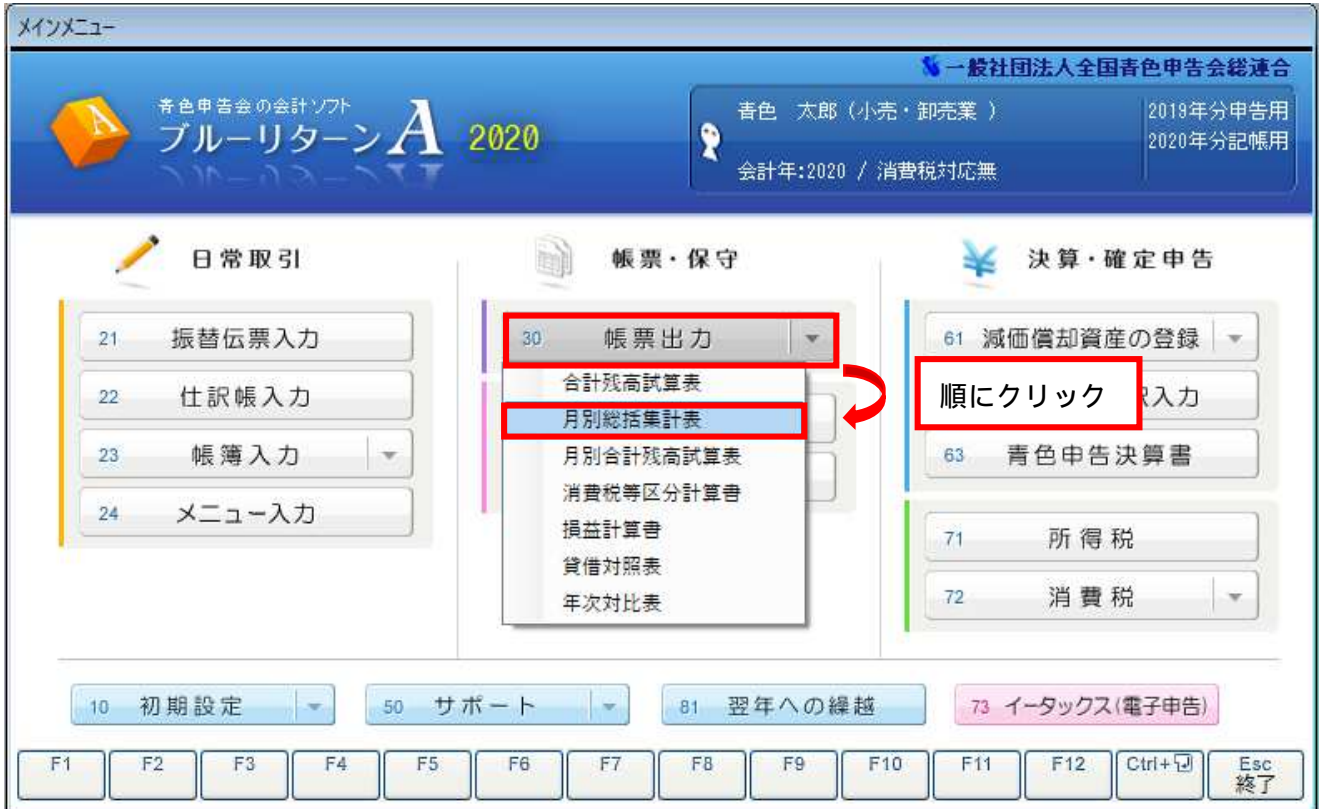 メインメニュー
一般社団法人全国青色申告会総連合
青色申告会の会計ソフト
ブルーリターンA 2020
青色 太郎（小売・卸売業 ）
会計年:2020 / 消費税対応無
2019年分申告用
2020年分記帳用
日常取引
21 振替伝票入力
22 仕訳帳入力
23 帳簿入力
24 メニュー入力
帳票・保守
30 帳票出力
合計残高試算表
月別総括集計表
月別合計残高試算表
消費税等区分計算書
損益計算書
貸借対照表
年次対比表
決算・確定申告
61 減価償却資産の登録
順にクリック
入力
63 青色申告決算書
71 所得税
72 消費税
10 初期設定
50 サポート
81 翌年への繰越
73 イータックス(電子申告)
F1 F2 F3 F4 F5 F6 F7 F8 F9 F10 F11 F12 Ctrl+ Esc
終了